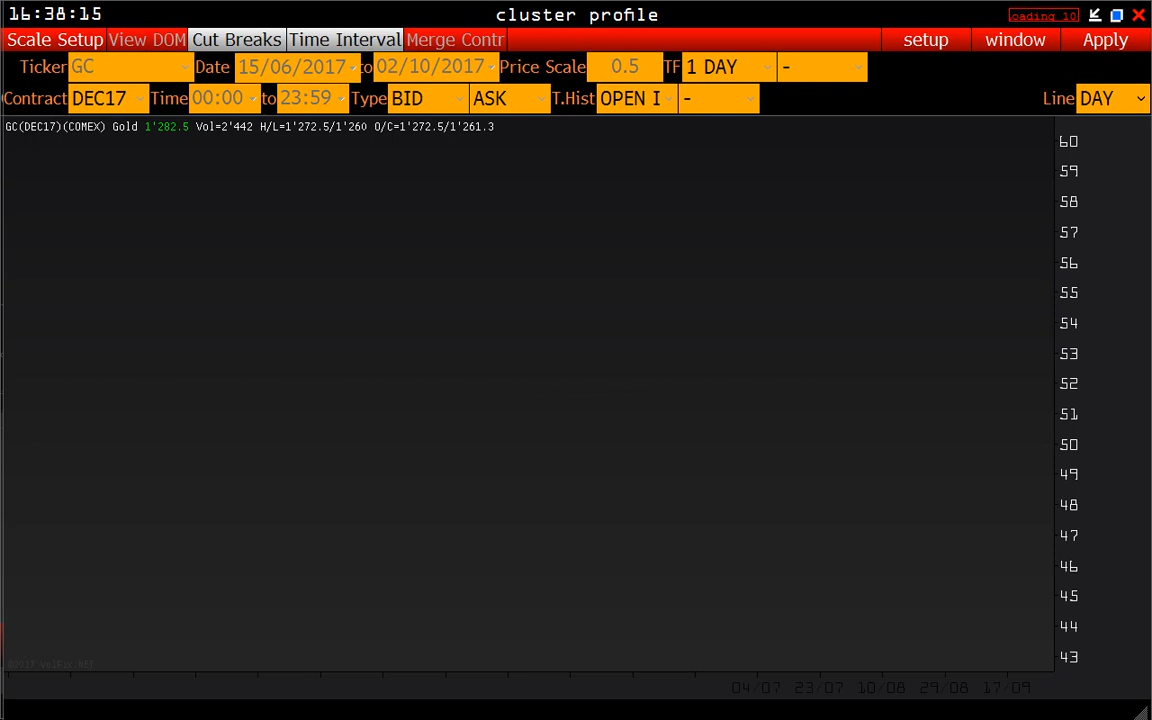 16:38:15 cluster profile loading 10
Scale Setup View DOM Cut Breaks Time Interval Merge Contr setup window Apply
Ticker GC Date 15/06/2017 to 02/10/2017 Price Scale 0.5 TF 1 DAY -
Contract DEC17 Time 00:00 to 23:59 Type BID ASK T.Hist OPEN I - Line DAY
GC(DEC17)(COMEX) Gold 1'282.5 Vol=2'442 H/L=1'272.5/1'260 O/C=1'272.5/1'261.3
60
59
58
57
56
55
54
53
52
51
50
49
48
47
46
45
44
43
©2017 VolFix.NET
04/07 23/07 10/08 29/08 17/09